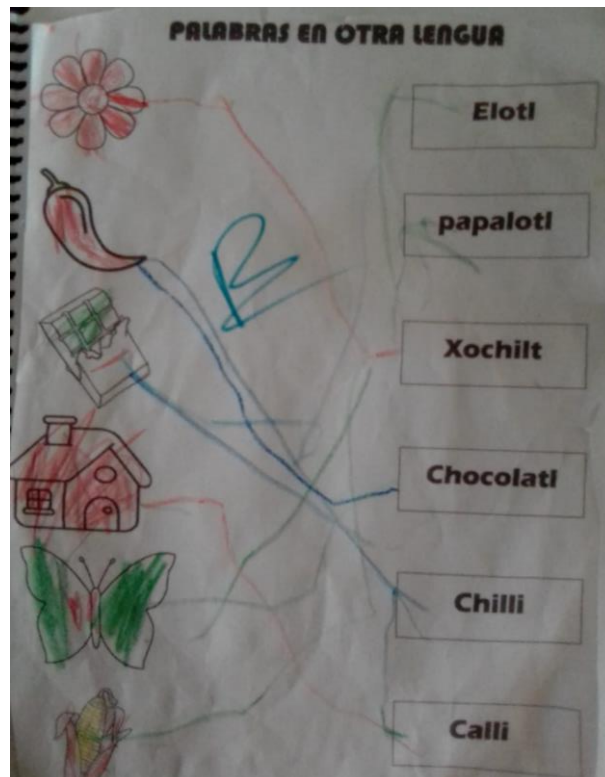 PALABRAS EN OTRA LENGUA
Elotl
papalotl
Xochilt
Chocolatl
Chilli
Calli